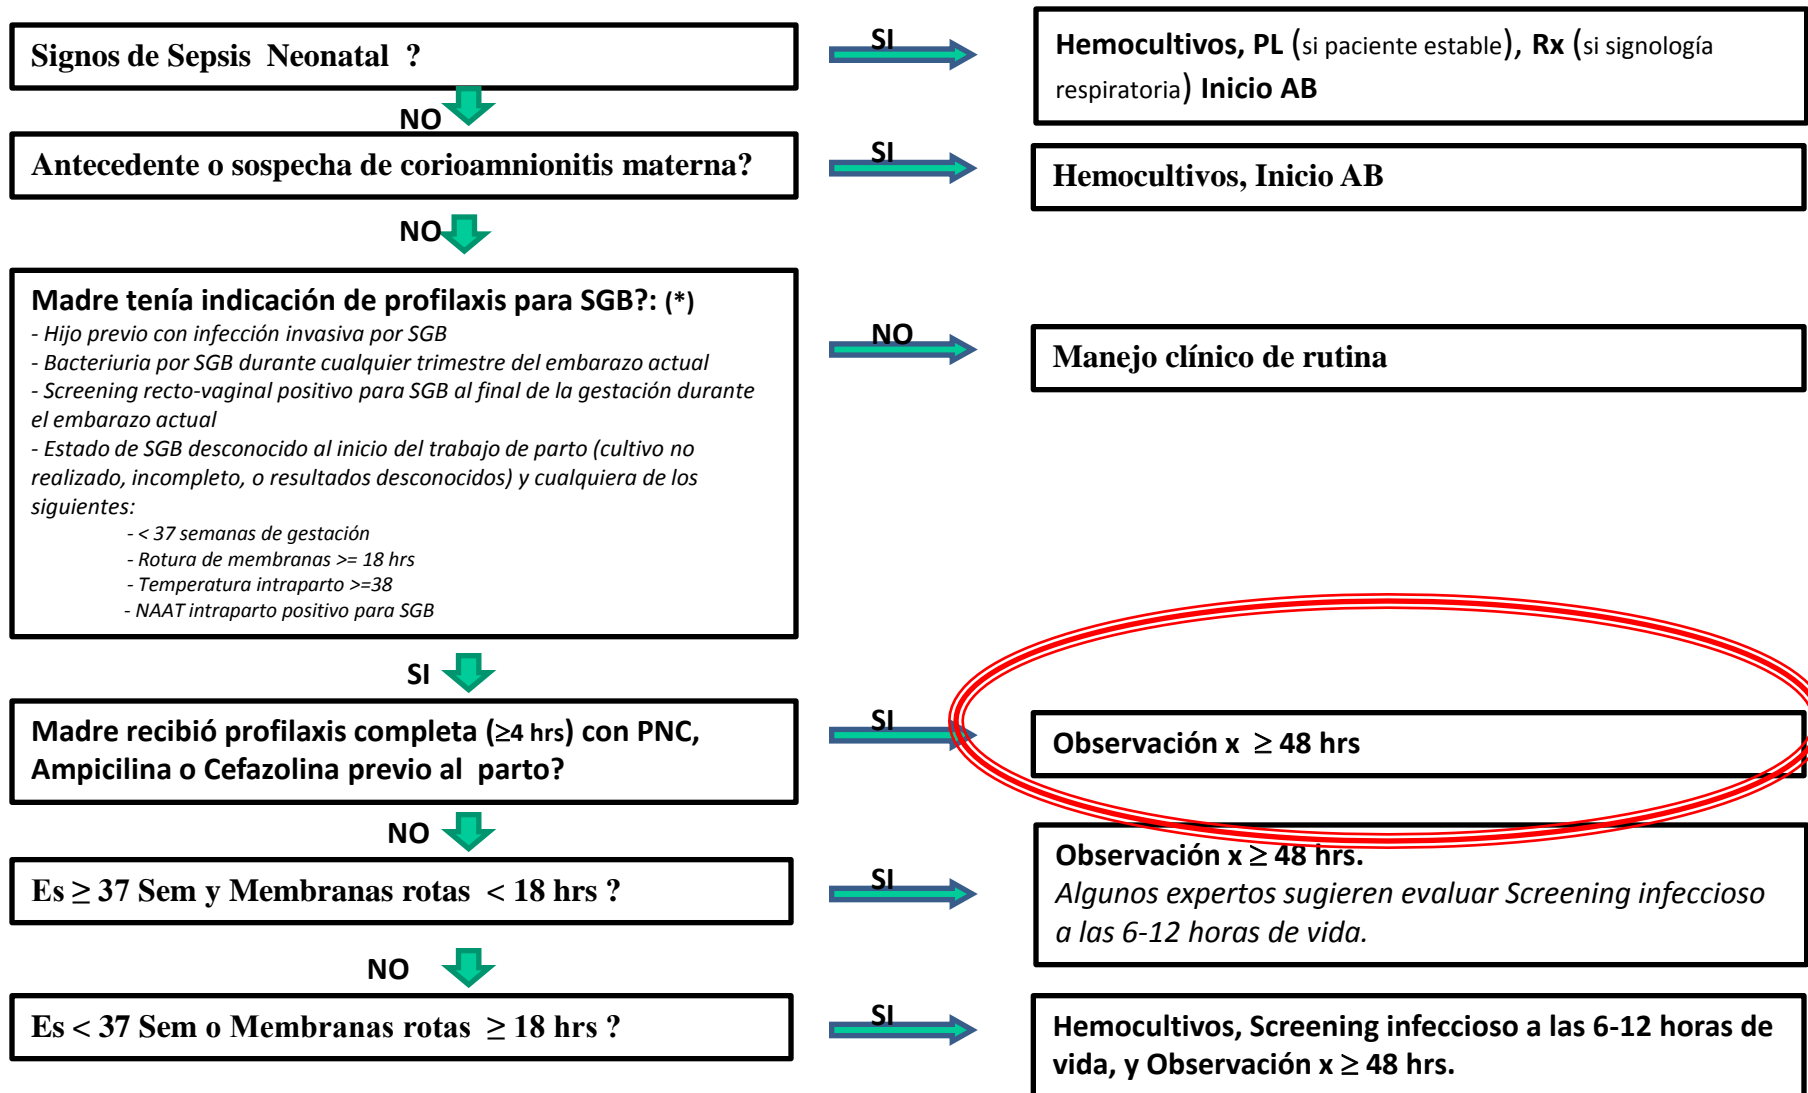 Signos de Sepsis Neonatal ?
SI
Hemocultivos, PL (si paciente estable), Rx (si signología
respiratoria) Inicio AB
NO
Antecedente o sospecha de corioamnionitis materna?
SI
Hemocultivos, Inicio AB
NO
Madre tenía indicación de profilaxis para SGB?: (*)
- Hijo previo con infección invasiva por SGB
- Bacteriuria por SGB durante cualquier trimestre del embarazo actual
- Screening recto-vaginal positivo para SGB al final de la gestación durante
el embarazo actual
- Estado de SGB desconocido al inicio del trabajo de parto (cultivo no
realizado, incompleto, o resultados desconocidos) y cualquiera de los
siguientes:
- < 37 semanas de gestación
- Rotura de membranas >= 18 hrs
- Temperatura intraparto >=38
- NAAT intraparto positivo para SGB
NO
Manejo clínico de rutina
SI
Madre recibió profilaxis completa (≥4 hrs) con PNC,
Ampicilina o Cefazolina previo al parto?
SI
Observación x ≥ 48 hrs
NO
Es ≥ 37 Sem y Membranas rotas < 18 hrs ?
SI
Observación x ≥ 48 hrs.
Algunos expertos sugieren evaluar Screening infeccioso
a las 6-12 horas de vida.
NO
Es < 37 Sem o Membranas rotas ≥ 18 hrs ?
SI
Hemocultivos, Screening infeccioso a las 6-12 horas de
vida, y Observación x ≥ 48 hrs.